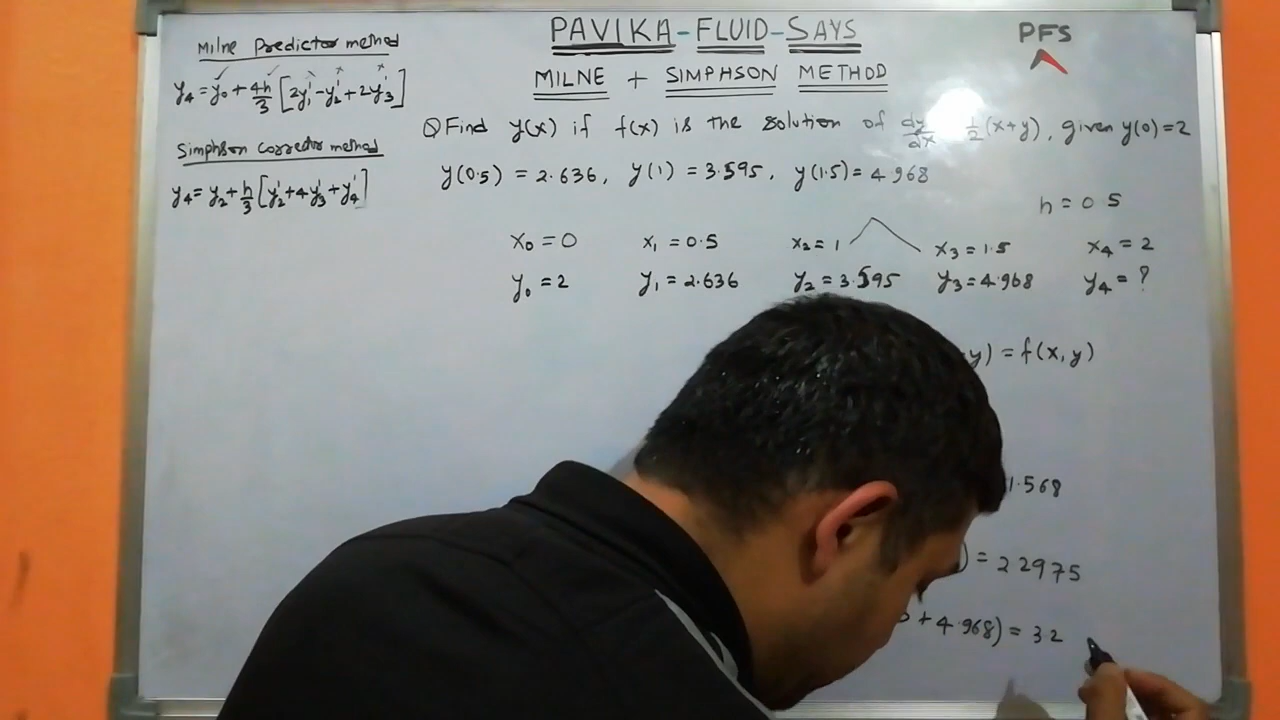 PAVIKA-FLUID-SAYS
PFS
MILNE + SIMPHSON METHOD
Milne Predictor method
y₄ = y₀ + 4h/3 [2y₁' - y₂' + 2y₃']
Simphson corrector method
y₄ = y₂ + h/3 [y₂' + 4y₃' + y₄']
Q Find y(x) if f(x) is the solution of dy/dx 1/2 (x+y), given y(0)=2
y(0.5) = 2.636, y(1) = 3.595, y(1.5) = 4.968
h = 0 5
x₀ = 0 x₁ = 0.5 x₂ = 1 x₃ = 1.5 x₄ = 2
y₀ = 2 y₁ = 2.636 y₂ = 3.595 y₃ = 4.968 y₄ = ?
y) = f(x, y)
1.568
) = 2 2975
+ 4.968) = 3 2